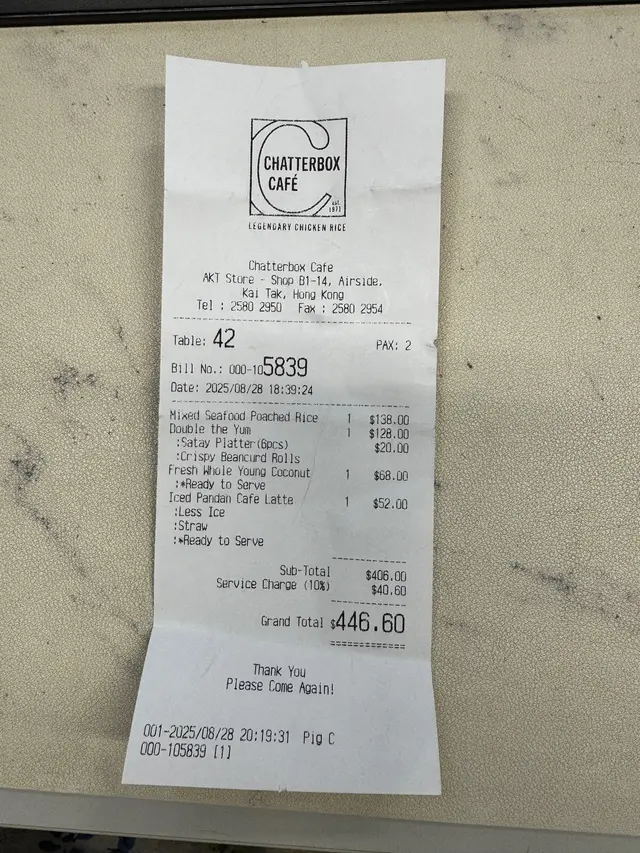 CHATTERBOX
CAFÉ
est.
1971
LEGENDARY CHICKEN RICE
Chatterbox Cafe
AKT Store - Shop B1-14, Airside,
Kai Tak, Hong Kong
Tel : 2580 2950 Fax : 2580 2954
Table: 42 PAX: 2
Bill No.: 000-105839
Date: 2025/08/28 18:39:24
Mixed Seafood Poached Rice 1 $138.00
Double the Yum 1 $128.00
:Satay Platter(6pcs) $20.00
:Crispy Beancurd Rolls
Fresh Whole Young Coconut 1 $68.00
:*Ready to Serve
Iced Pandan Cafe Latte 1 $52.00
:Less Ice
:Straw
:*Ready to Serve
Sub-Total $406.00
Service Charge (10%) $40.60
Grand Total $446.60
Thank You
Please Come Again!
001-2025/08/28 20:19:31 Pig C
000-105839 [1]